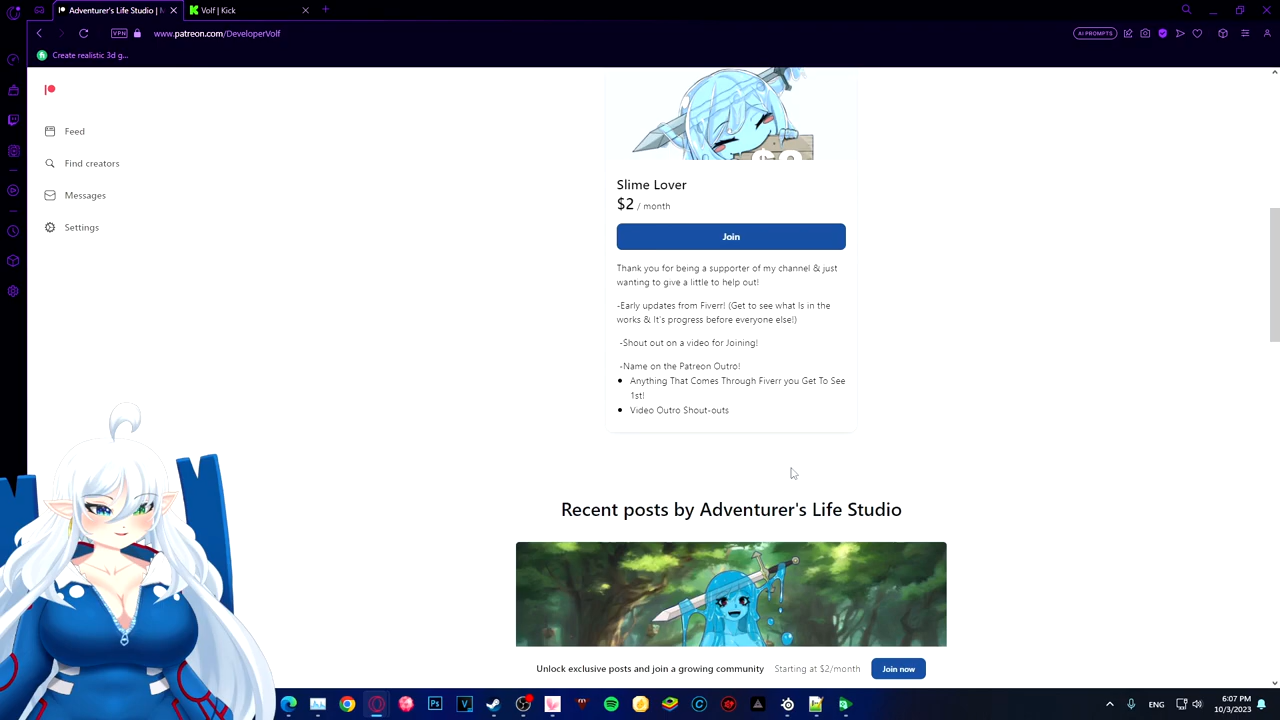 Adventurer's Life Studio | M
Volf | Kick
VPN
www.patreon.com/DeveloperVolf
AI PROMPTS
Create realistic 3d g...
Feed
Find creators
Messages
Settings
Slime Lover
$2 / month
Join
Thank you for being a supporter of my channel & just
wanting to give a little to help out!
-Early updates from Fiverr! (Get to see what Is in the
works & It's progress before everyone else!)
-Shout out on a video for Joining!
-Name on the Patreon Outro!
Anything That Comes Through Fiverr you Get To See
1st!
Video Outro Shout-outs
Recent posts by Adventurer's Life Studio
Unlock exclusive posts and join a growing community Starting at $2/month Join now
ENG
6:07 PM
10/3/2023